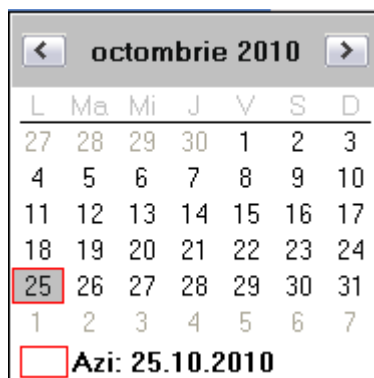 octombrie 2010
L Ma Mi J V S D
27 28 29 30 1 2 3
4 5 6 7 8 9 10
11 12 13 14 15 16 17
18 19 20 21 22 23 24
25 26 27 28 29 30 31
1 2 3 4 5 6 7
Azi: 25.10.2010